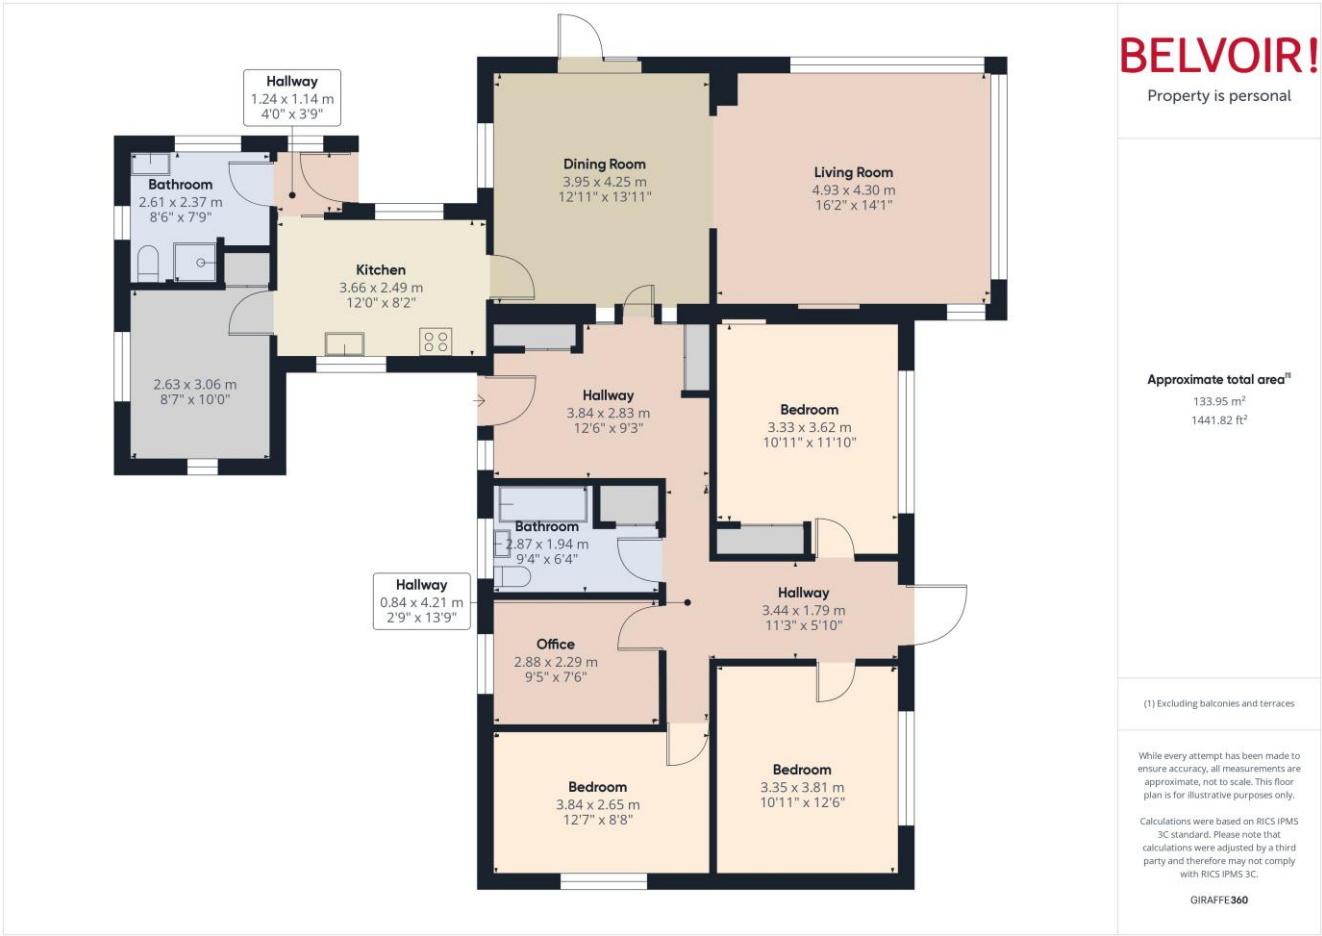 Hallway
1.24 x 1.14 m
4'0" x 3'9"
Bathroom
2.61 x 2.37 m
8'6" x 7'9"
Kitchen
3.66 x 2.49 m
12'0" x 8'2"
2.63 x 3.06 m
8'7" x 10'0"
Dining Room
3.95 x 4.25 m
12'11" x 13'11"
Living Room
4.93 x 4.30 m
16'2" x 14'1"
Hallway
3.84 x 2.83 m
12'6" x 9'3"
Bedroom
3.33 x 3.62 m
10'11" x 11'10"
Bathroom
2.87 x 1.94 m
9'4" x 6'4"
Hallway
0.84 x 4.21 m
2'9" x 13'9"
Hallway
3.44 x 1.79 m
11'3" x 5'10"
Office
2.88 x 2.29 m
9'5" x 7'6"
Bedroom
3.84 x 2.65 m
12'7" x 8'8"
Bedroom
3.35 x 3.81 m
10'11" x 12'6"
BELVOIR!
Property is personal
Approximate total area⁽¹⁾
133.95 m²
1441.82 ft²
(1) Excluding balconies and terraces
While every attempt has been made to
ensure accuracy, all measurements are
approximate, not to scale. This floor
plan is for illustrative purposes only.
Calculations were based on RICS IPMS
3C standard. Please note that
calculations were adjusted by a third
party and therefore may not comply
with RICS IPMS 3C.
GIRAFFE360